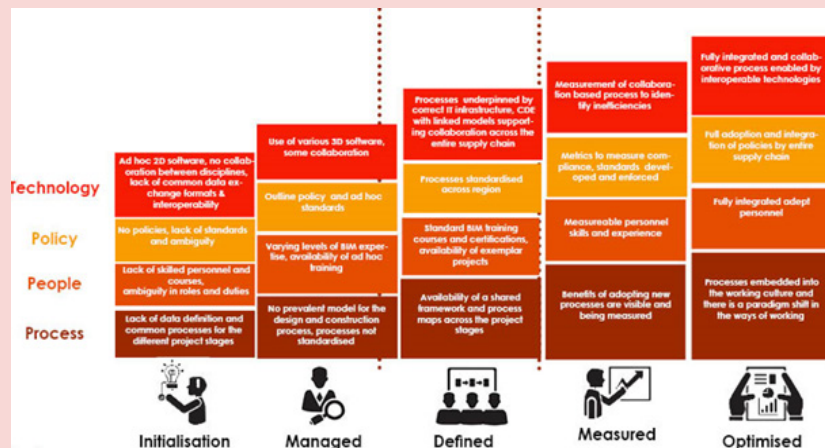 Technology
Policy
People
Process
Ad hoc 2D software, no collab-
oration between disciplines,
lack of common data ex-
change formats &
interoperability
No policies, lack of standards
and ambiguity
Lack of skilled personnel and
courses,
ambiguity in roles and duties
Lack of data definition and
common processes for the
different project stages
Initialisation
Use of various 3D software,
some collaboration
Outline policy and ad hoc
standards
Varying levels of BIM exper-
tise, availability of ad hoc
training
No prevalent model for the
design and construction
process, processes not
standardised
Managed
Processes underpinned by
correct IT infrastructure, CDE
with linked models support-
ing collaboration across the
entire supply chain
Processes standardised
across region
Standard BIM training
courses and certifications,
availability of exemplar
projects
Availability of a shared
framework and process
maps across the project
stages
Defined
Measurement of collabora-
tion based process to iden-
tify inefficiencies
Metrics to measure com-
pliance, standards devel-
oped and enforced
Measureable personnel
skills and experience
Benefits of adopting new
processes are visible and
being measured
Measured
Fully integrated and collab-
orative process enabled by
interoperable technologies
Full adoption and integra-
tion of policies by entire
supply chain
Fully integrated adept
personnel
Processes embedded into
the working culture and
there is a paradigm shift in
the ways of working
Optimised